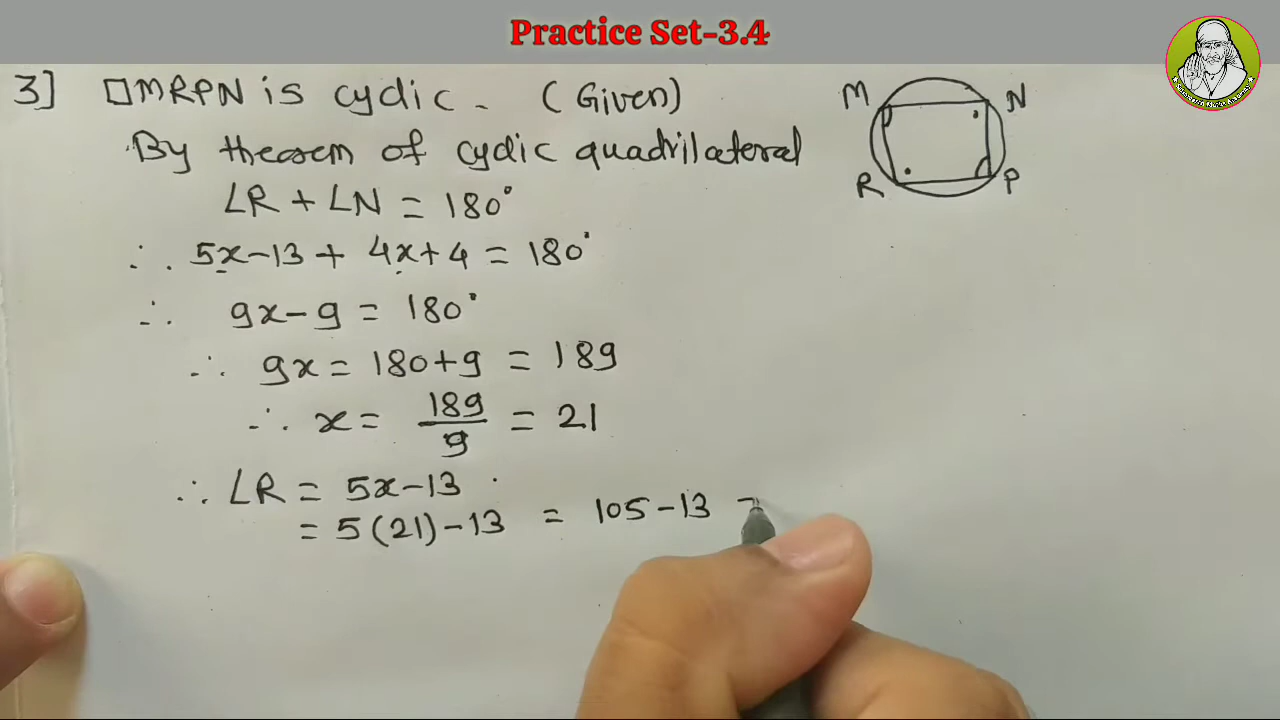 Practice Set-3.4
3] □MRPN is cyclic. (Given)
By theorem of cyclic quadrilateral
∠R + ∠N = 180°
∴ 5x-13 + 4x+4 = 180°
∴ 9x-9 = 180°
∴ 9x = 180+9 = 189
∴ x = 189/9 = 21
∴ ∠R = 5x-13
= 5(21)-13 = 105-13
M
N
R
P